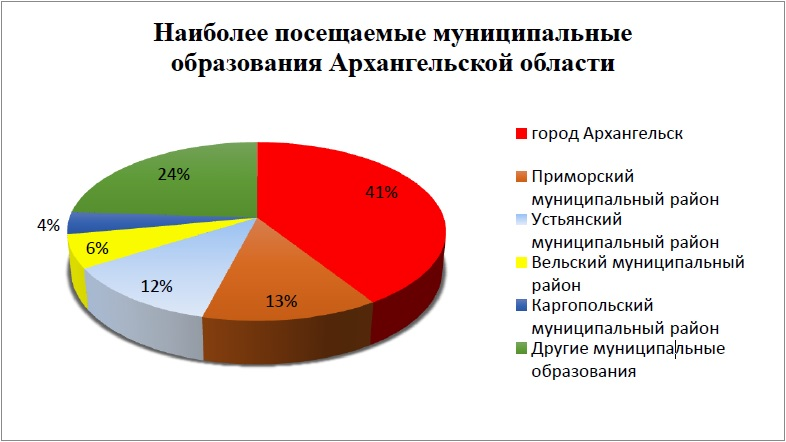 Наиболее посещаемые муниципальные
образования Архангельской области
41%
13%
12%
6%
4%
24%
город Архангельск
Приморский
муниципальный район
Устьянский
муниципальный район
Вельский муниципальный
район
Каргопольский
муниципальный район
Другие муниципальные
образования